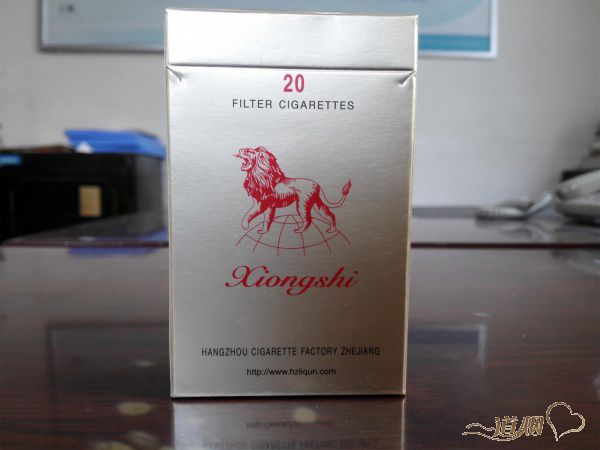 20
FILTER CIGARETTES
Xiongshi
HANGZHOU CIGARETTE FACTORY ZHEJIANG
http://www.hzliqun.com
一道烟